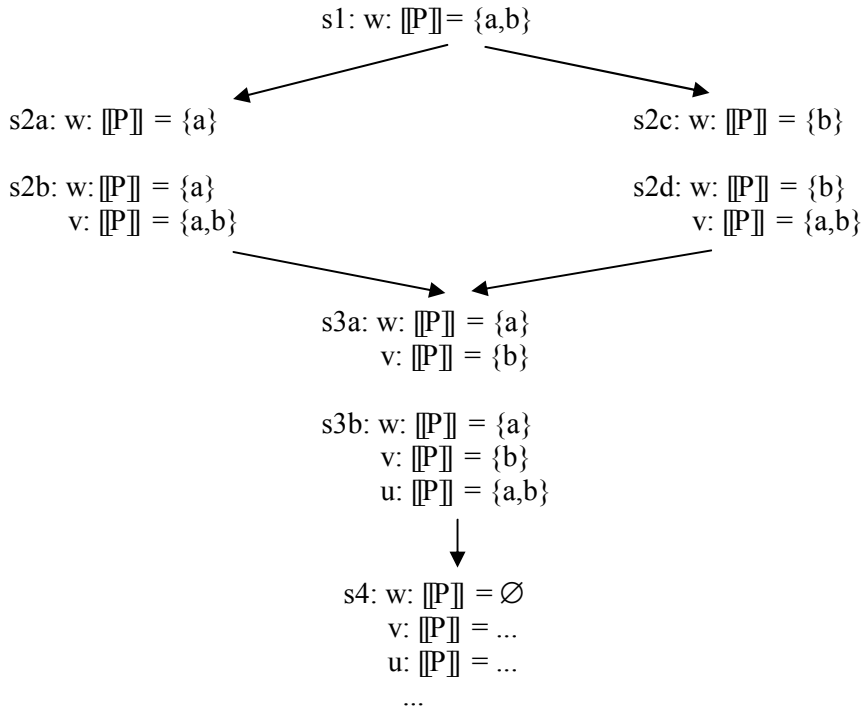 s1: w: ⟦P⟧ = {a,b}
s2a: w: ⟦P⟧ = {a}
s2c: w: ⟦P⟧ = {b}
s2b: w: ⟦P⟧ = {a}
v: ⟦P⟧ = {a,b}
s2d: w: ⟦P⟧ = {b}
v: ⟦P⟧ = {a,b}
s3a: w: ⟦P⟧ = {a}
v: ⟦P⟧ = {b}
s3b: w: ⟦P⟧ = {a}
v: ⟦P⟧ = {b}
u: ⟦P⟧ = {a,b}
s4: w: ⟦P⟧ = ∅
v: ⟦P⟧ = ...
u: ⟦P⟧ = ...
...